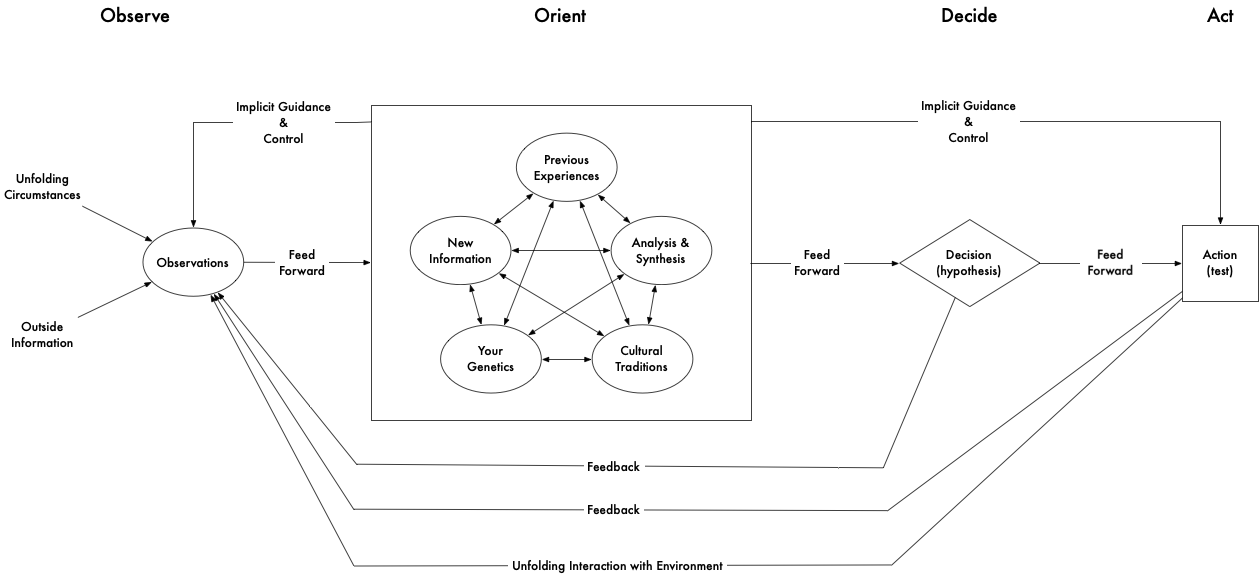 Observe
Orient
Decide
Act
Implicit Guidance
&
Control
Implicit Guidance
&
Control
Unfolding
Circumstances
Outside
Information
Observations
Feed
Forward
Previous
Experiences
New
Information
Analysis &
Synthesis
Your
Genetics
Cultural
Traditions
Feed
Forward
Decision
(hypothesis)
Feed
Forward
Action
(test)
Feedback
Feedback
Unfolding Interaction with Environment